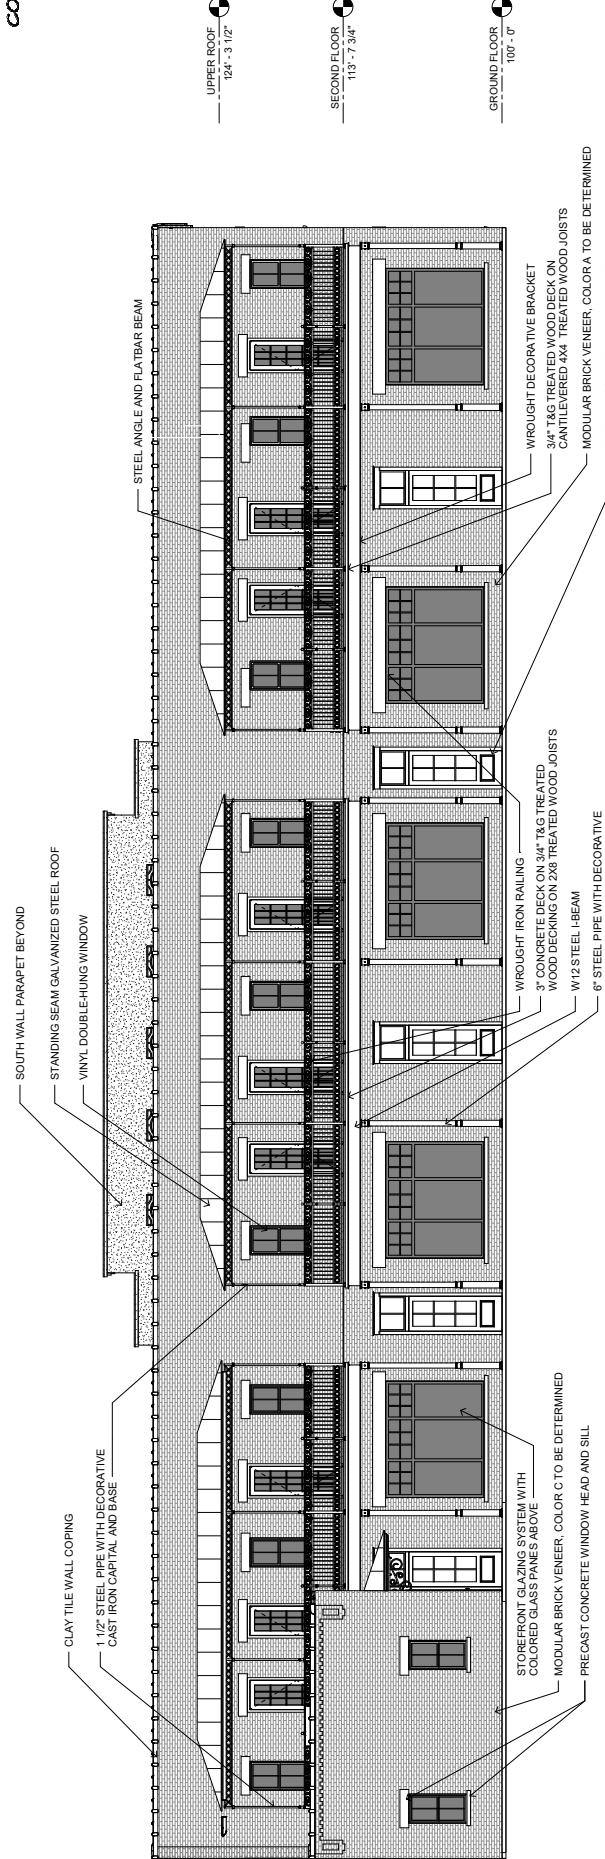 CO
UPPER ROOF
124' - 3 1/2"
SECOND FLOOR
113' - 7 3/4"
GROUND FLOOR
100' - 0"
CLAY TILE WALL COPING
1 1/2" STEEL PIPE WITH DECORATIVE
CAST IRON CAPITAL AND BASE
SOUTH WALL PARAPET BEYOND
STANDING SEAM GALVANIZED STEEL ROOF
VINYL DOUBLE-HUNG WINDOW
STEEL ANGLE AND FLATBAR BEAM
STOREFRONT GLAZING SYSTEM WITH
COLORED GLASS PANES ABOVE
MODULAR BRICK VENEER, COLOR C TO BE DETERMINED
PRECAST CONCRETE WINDOW HEAD AND SILL
WROUGHT IRON RAILING
3" CONCRETE DECK ON 3/4" T&G TREATED
WOOD DECKING ON 2X8 TREATED WOOD JOISTS
W12 STEEL I-BEAM
6" STEEL PIPE WITH DECORATIVE
WROUGHT DECORATIVE BRACKET
3/4" T&G TREATED WOOD DECK ON
CANTILEVERED 4X4 TREATED WOOD JOISTS
MODULAR BRICK VENEER, COLOR A TO BE DETERMINED